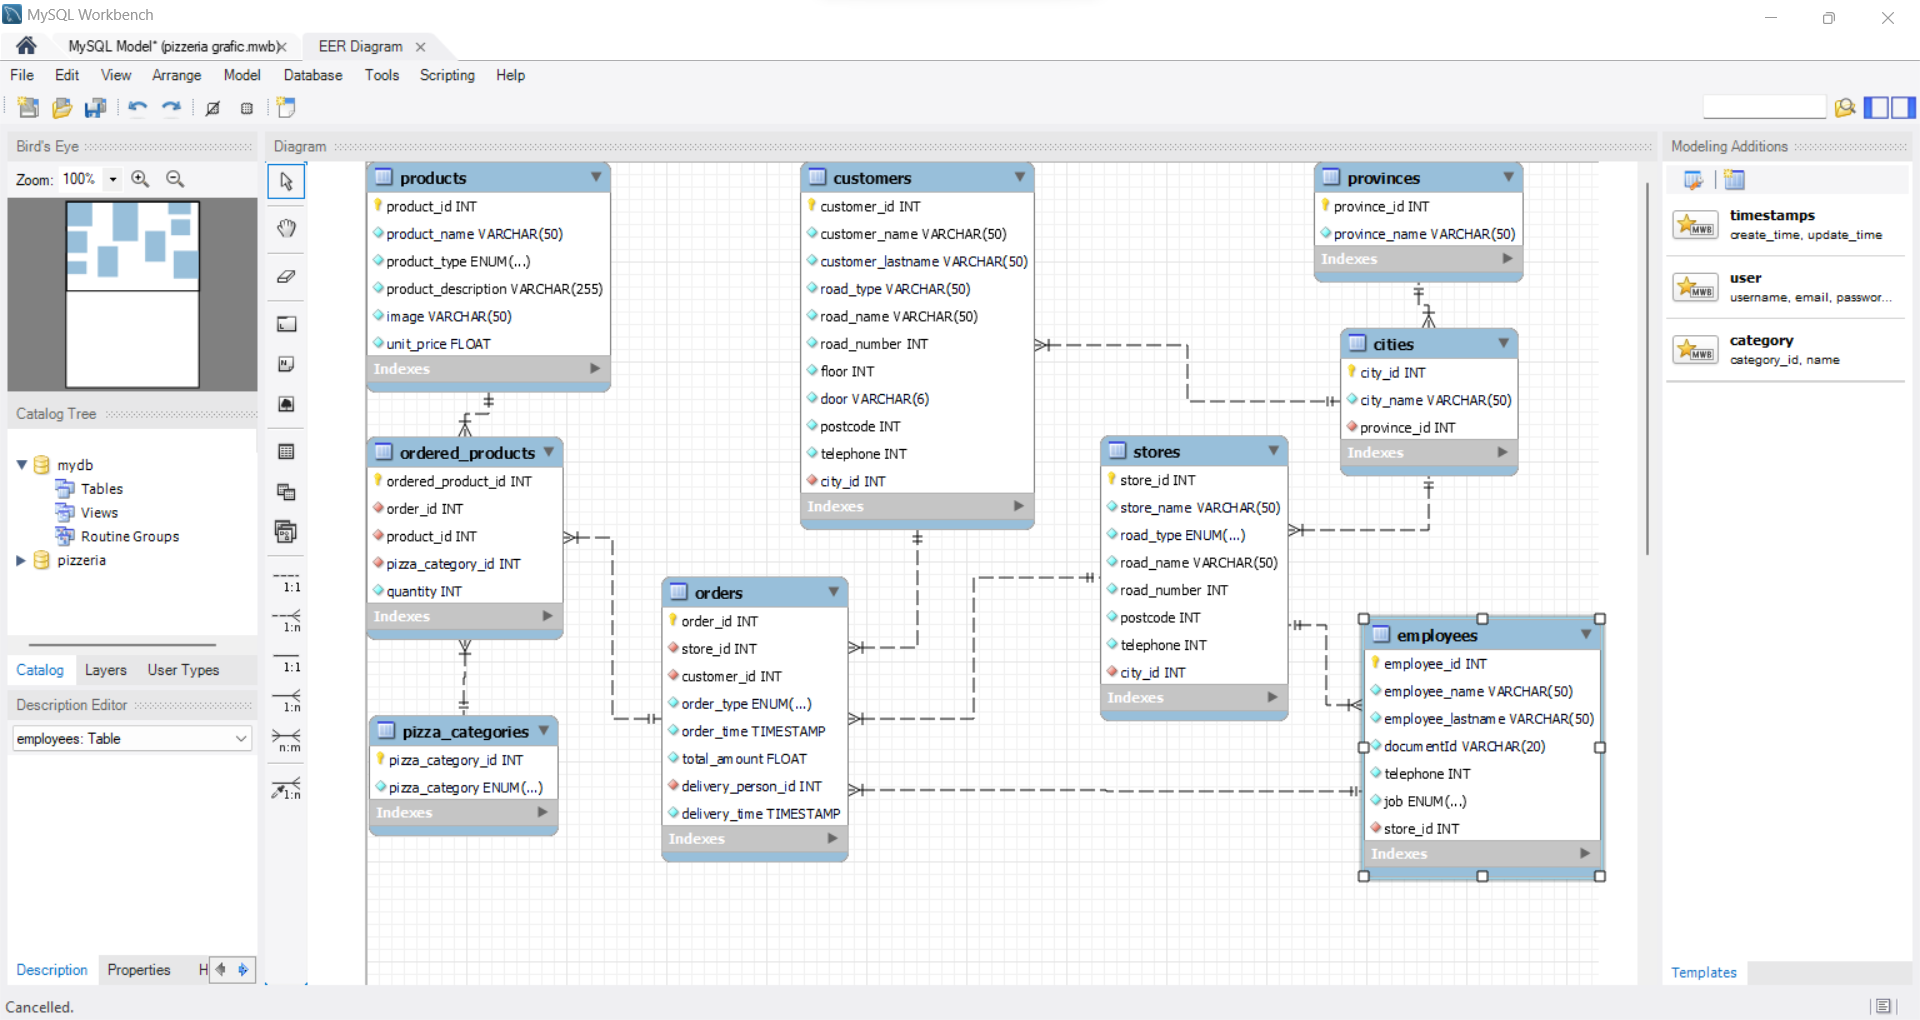 MySQL Workbench
MySQL Model* (pizzeria grafic.mwb)
EER Diagram
File Edit View Arrange Model Database Tools Scripting Help
Bird's Eye
Zoom: 100%
Catalog Tree
mydb
Tables
Views
Routine Groups
pizzeria
Catalog Layers User Types
Description Editor
employees: Table
Description Properties H
Cancelled.
Diagram
1:1
1:n
1:1
1:n
n:m
1:n
products
product_id INT
product_name VARCHAR(50)
product_type ENUM(...)
product_description VARCHAR(255)
image VARCHAR(50)
unit_price FLOAT
Indexes
ordered_products
ordered_product_id INT
order_id INT
product_id INT
pizza_category_id INT
quantity INT
Indexes
pizza_categories
pizza_category_id INT
pizza_category ENUM(...)
Indexes
customers
customer_id INT
customer_name VARCHAR(50)
customer_lastname VARCHAR(50)
road_type VARCHAR(50)
road_name VARCHAR(50)
road_number INT
floor INT
door VARCHAR(6)
postcode INT
telephone INT
city_id INT
Indexes
orders
order_id INT
store_id INT
customer_id INT
order_type ENUM(...)
order_time TIMESTAMP
total_amount FLOAT
delivery_person_id INT
delivery_time TIMESTAMP
Indexes
provinces
province_id INT
province_name VARCHAR(50)
Indexes
cities
city_id INT
city_name VARCHAR(50)
province_id INT
Indexes
stores
store_id INT
store_name VARCHAR(50)
road_type ENUM(...)
road_name VARCHAR(50)
road_number INT
postcode INT
telephone INT
city_id INT
Indexes
employees
employee_id INT
employee_name VARCHAR(50)
employee_lastname VARCHAR(50)
documentId VARCHAR(20)
telephone INT
job ENUM(...)
store_id INT
Indexes
Modeling Additions
MWB
timestamps
create_time, update_time
MWB
user
username, email, passwor...
MWB
category
category_id, name
Templates